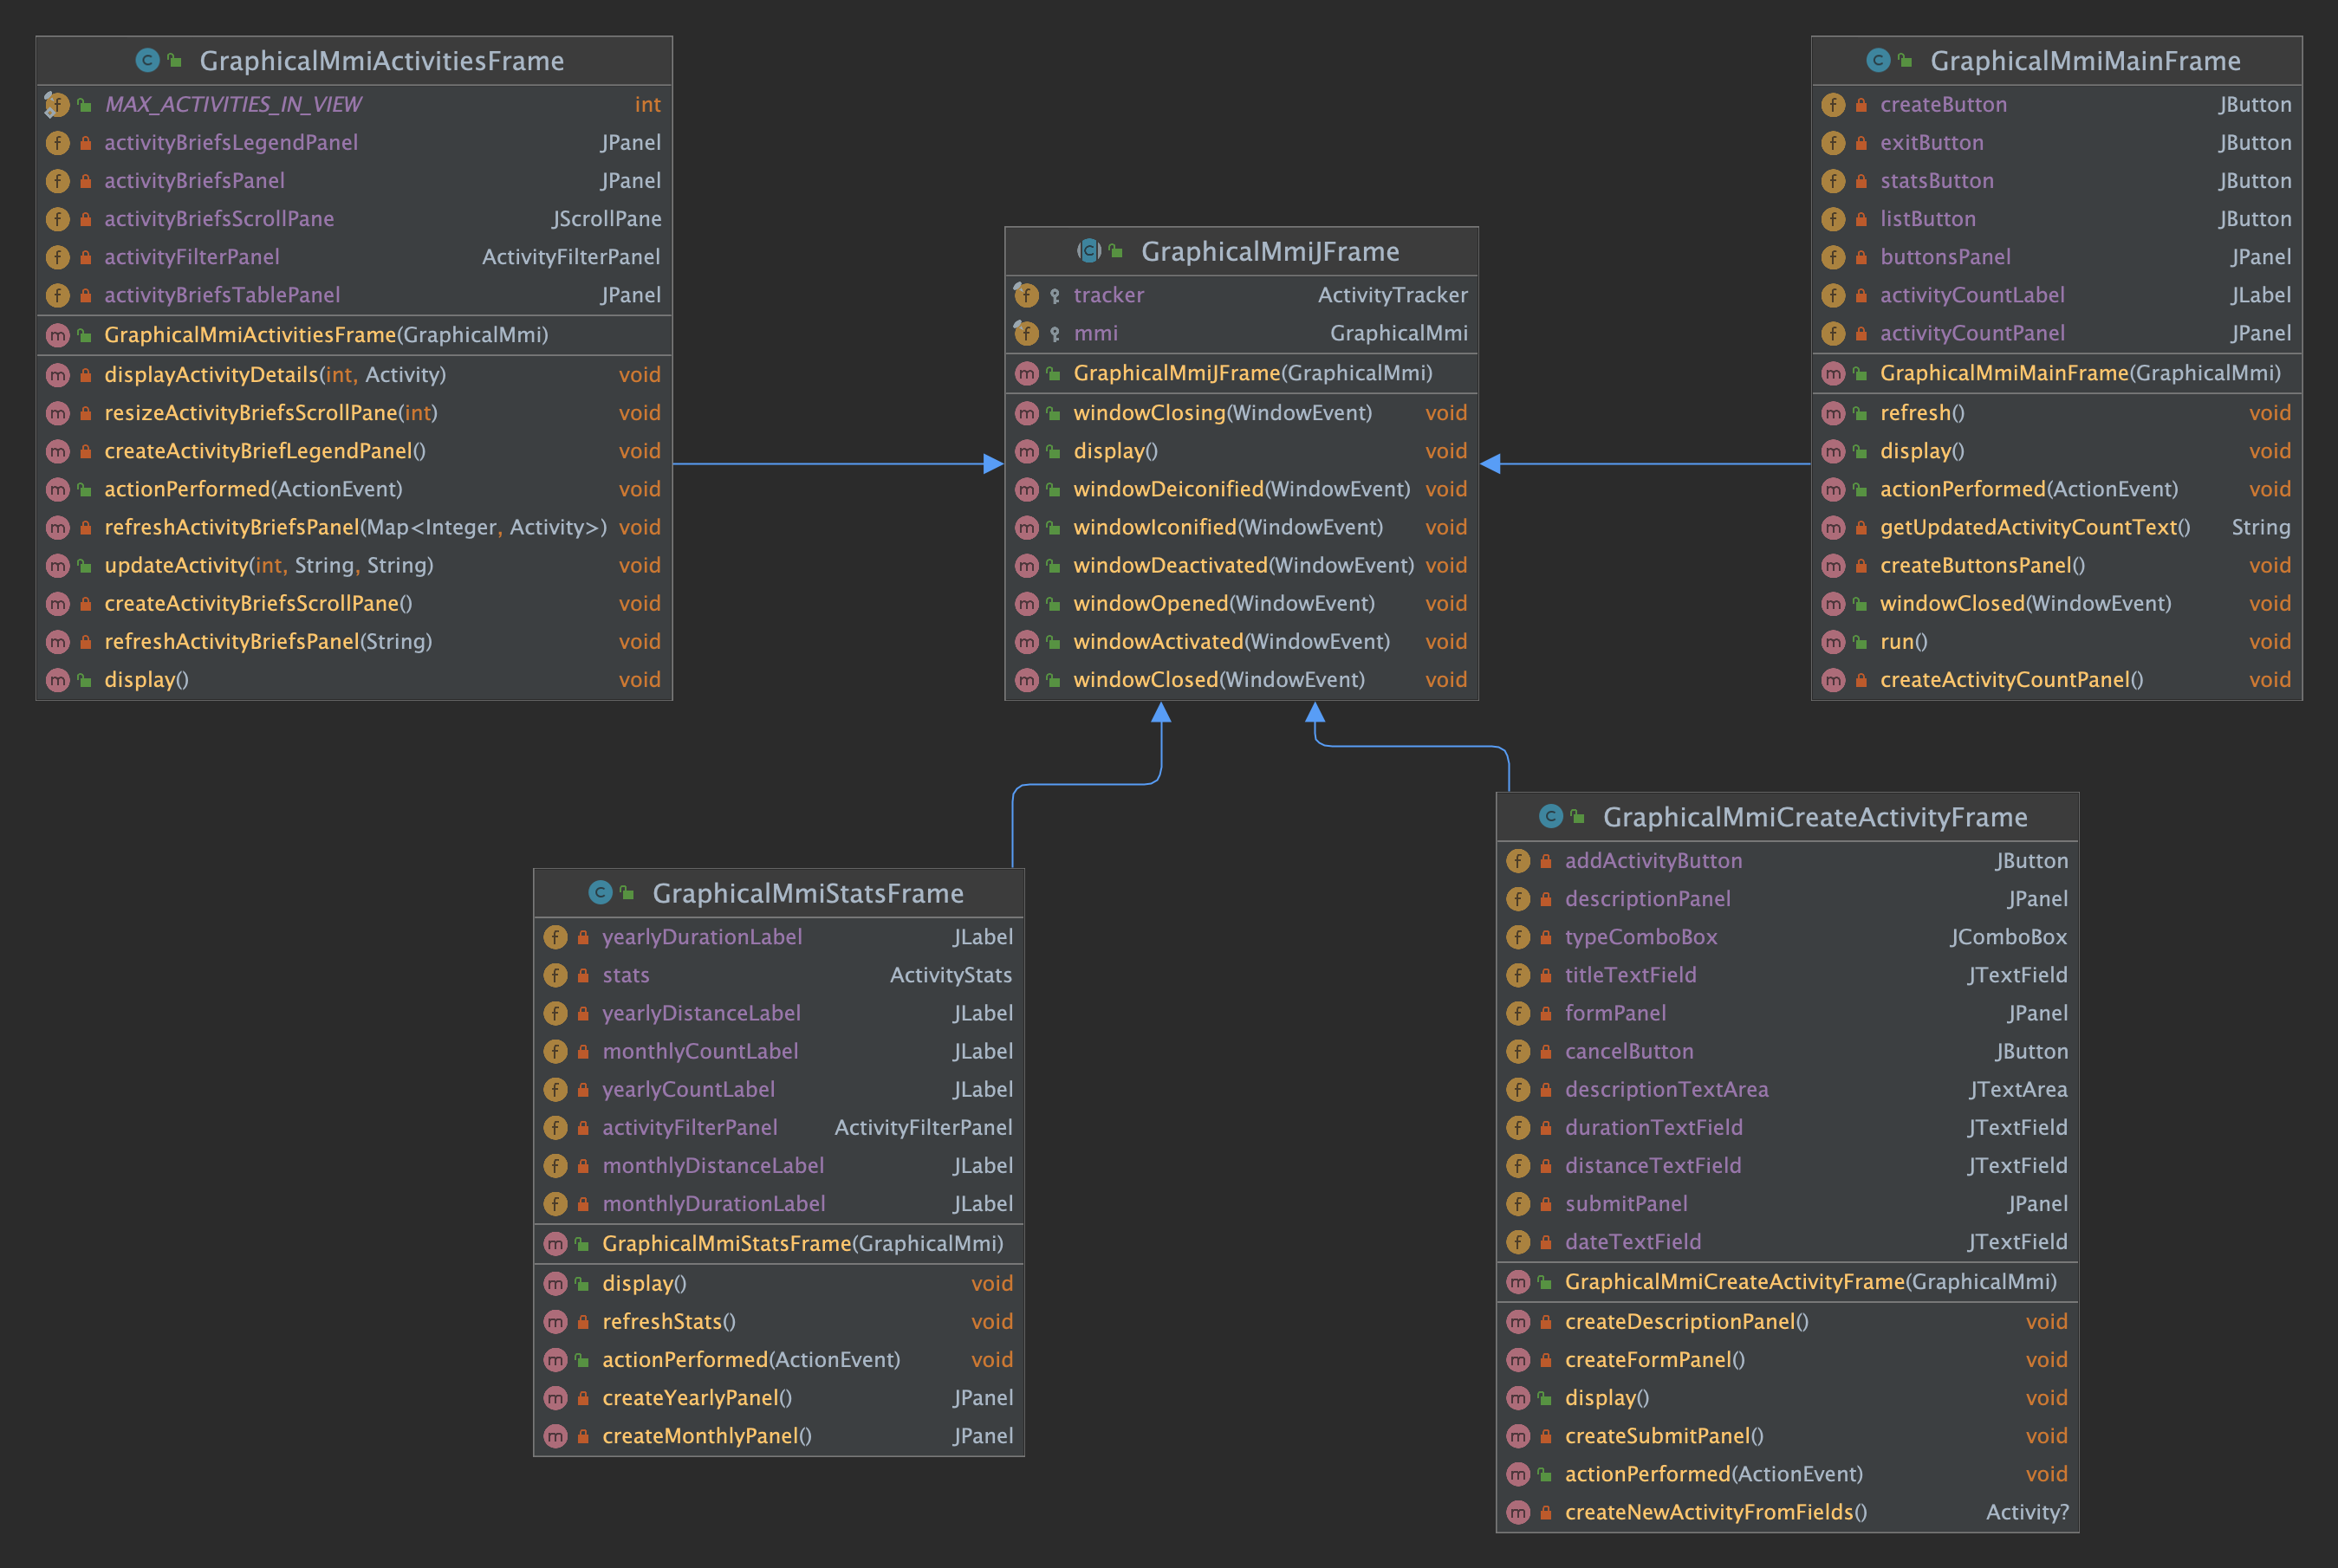 GraphicalMmiActivitiesFrame
MAX_ACTIVITIES_IN_VIEW int
activityBriefsLegendPanel JPanel
activityBriefsPanel JPanel
activityBriefsScrollPane JScrollPane
activityFilterPanel ActivityFilterPanel
activityBriefsTablePanel JPanel
GraphicalMmiActivitiesFrame(GraphicalMmi)
displayActivityDetails(int, Activity) void
resizeActivityBriefsScrollPane(int) void
createActivityBriefLegendPanel() void
actionPerformed(ActionEvent) void
refreshActivityBriefsPanel(Map<Integer, Activity>) void
updateActivity(int, String, String) void
createActivityBriefsScrollPane() void
refreshActivityBriefsPanel(String) void
display() void
GraphicalMmiJFrame
tracker ActivityTracker
mmi GraphicalMmi
GraphicalMmiJFrame(GraphicalMmi)
windowClosing(WindowEvent) void
display() void
windowDeiconified(WindowEvent) void
windowIconified(WindowEvent) void
windowDeactivated(WindowEvent) void
windowOpened(WindowEvent) void
windowActivated(WindowEvent) void
windowClosed(WindowEvent) void
GraphicalMmiMainFrame
createButton JButton
exitButton JButton
statsButton JButton
listButton JButton
buttonsPanel JPanel
activityCountLabel JLabel
activityCountPanel JPanel
GraphicalMmiMainFrame(GraphicalMmi)
refresh() void
display() void
actionPerformed(ActionEvent) void
getUpdatedActivityCountText() String
createButtonsPanel() void
windowClosed(WindowEvent) void
run() void
createActivityCountPanel() void
GraphicalMmiStatsFrame
yearlyDurationLabel JLabel
stats ActivityStats
yearlyDistanceLabel JLabel
monthlyCountLabel JLabel
yearlyCountLabel JLabel
activityFilterPanel ActivityFilterPanel
monthlyDistanceLabel JLabel
monthlyDurationLabel JLabel
GraphicalMmiStatsFrame(GraphicalMmi)
display() void
refreshStats() void
actionPerformed(ActionEvent) void
createYearlyPanel() JPanel
createMonthlyPanel() JPanel
GraphicalMmiCreateActivityFrame
addActivityButton JButton
descriptionPanel JPanel
typeComboBox JComboBox
titleTextField JTextField
formPanel JPanel
cancelButton JButton
descriptionTextArea JTextArea
durationTextField JTextField
distanceTextField JTextField
submitPanel JPanel
dateTextField JTextField
GraphicalMmiCreateActivityFrame(GraphicalMmi)
createDescriptionPanel() void
createFormPanel() void
display() void
createSubmitPanel() void
actionPerformed(ActionEvent) void
createNewActivityFromFields() Activity?